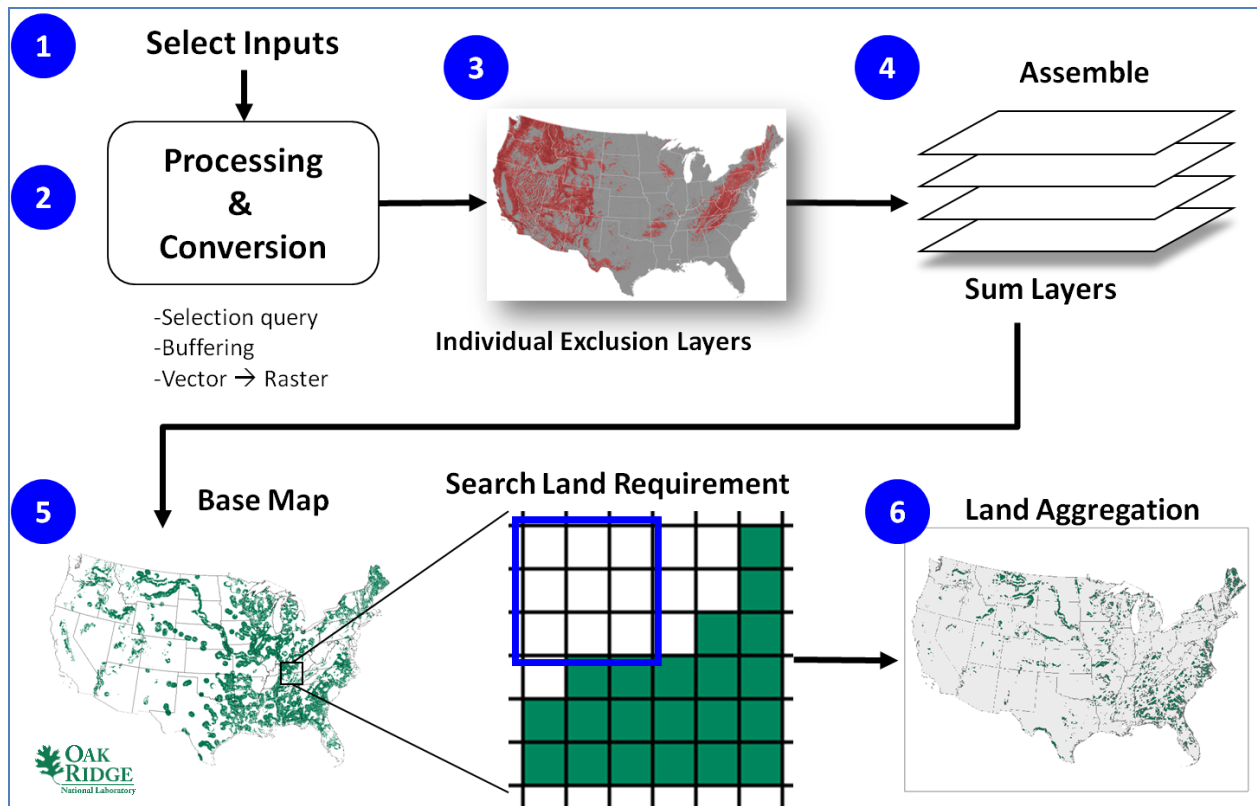 1
Select Inputs
2
Processing
&
Conversion
-Selection query
-Buffering
-Vector → Raster
3
Individual Exclusion Layers
4
Assemble
Sum Layers
5
Base Map
Search Land Requirement
6
Land Aggregation
OAK
RIDGE
National Laboratory